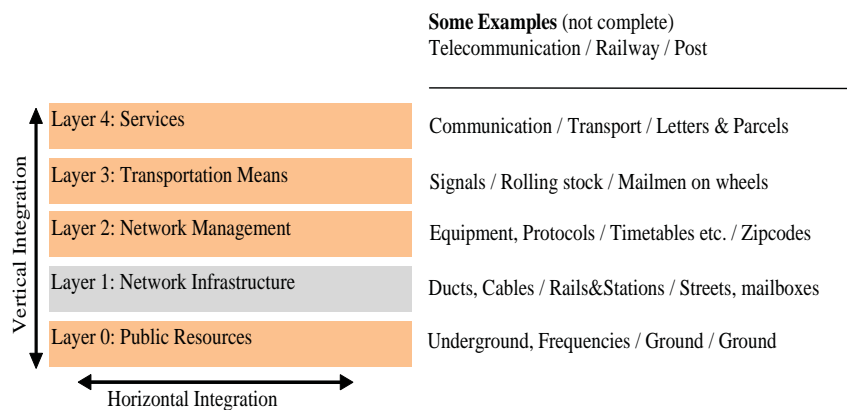 Some Examples (not complete)
Telecommunication / Railway / Post
Layer 4: Services
Communication / Transport / Letters & Parcels
Layer 3: Transportation Means
Signals / Rolling stock / Mailmen on wheels
Layer 2: Network Management
Equipment, Protocols / Timetables etc. / Zipcodes
Layer 1: Network Infrastructure
Ducts, Cables / Rails&Stations / Streets, mailboxes
Layer 0: Public Resources
Underground, Frequencies / Ground / Ground
Vertical Integration
Horizontal Integration